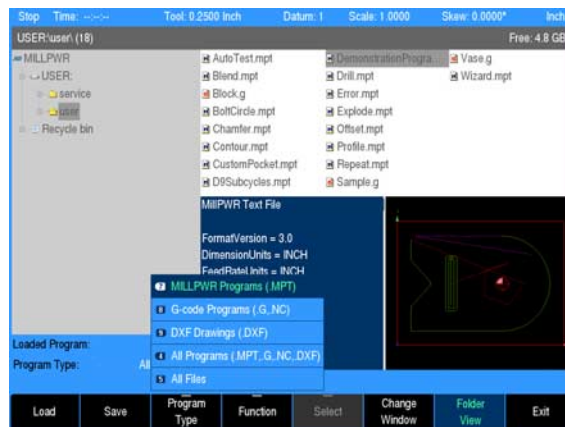 Stop Time: --:--:-- Tool: 0.2500 Inch Datum: 1 Scale: 1.0000 Skew: 0.0000° Inch
USER:\user\ (18) Free: 4.8 GB
MILLPWR
USER:
service
user
Recycle bin
AutoTest.mpt
Blend.mpt
Block.g
BoltCircle.mpt
Chamfer.mpt
Contour.mpt
CustomPocket.mpt
D9Subcycles.mpt
DemonstrationProgra...
Drill.mpt
Error.mpt
Explode.mpt
Offset.mpt
Profile.mpt
Repeat.mpt
Sample.g
Vase.g
Wizard.mpt
MillPWR Text File
FormatVersion = 3.0
DimensionUnits = INCH
FeedRateUnits = INCH
MILLPWR Programs (.MPT)
G-code Programs (.G,.NC)
DXF Drawings (.DXF)
All Programs (.MPT,.G,.NC,.DXF)
All Files
Loaded Program:
Program Type: All
Load Save Program Type Function Select Change Window Folder View Exit